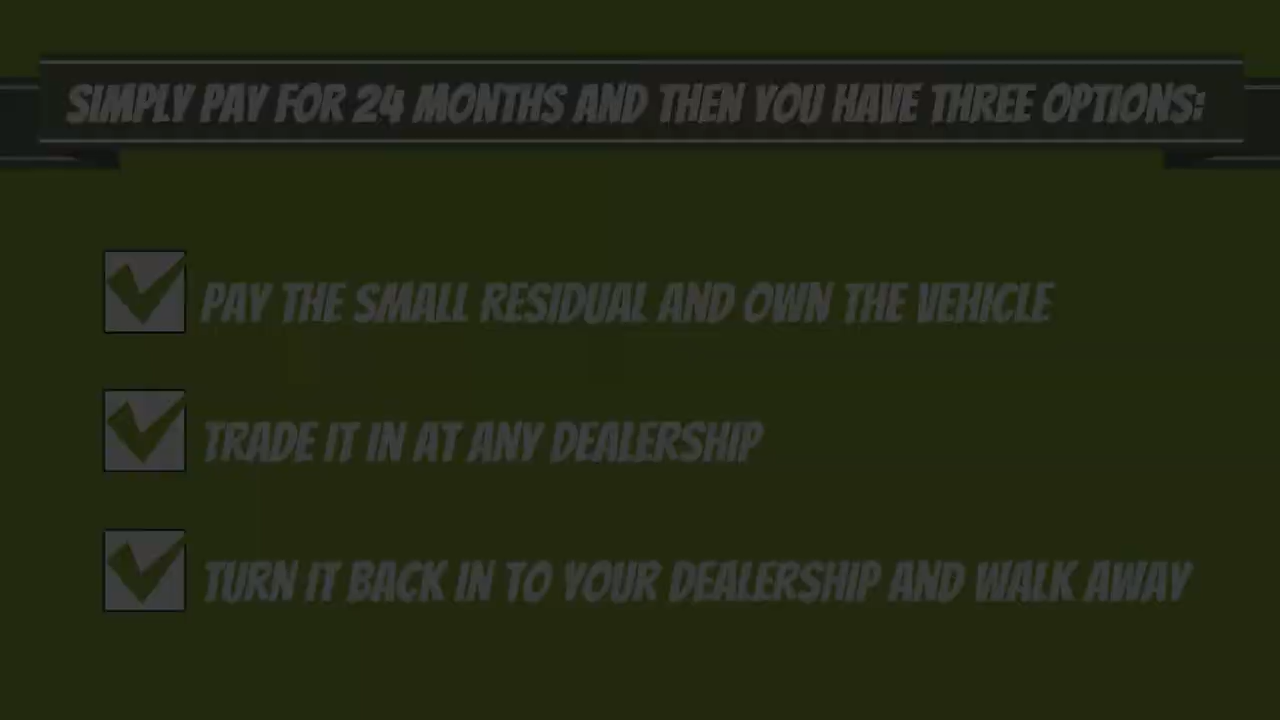 SIMPLY PAY FOR 24 MONTHS AND THEN YOU HAVE THREE OPTIONS:
PAY THE SMALL RESIDUAL AND OWN THE VEHICLE
TRADE IT IN AT ANY DEALERSHIP
TURN IT BACK IN TO YOUR DEALERSHIP AND WALK AWAY